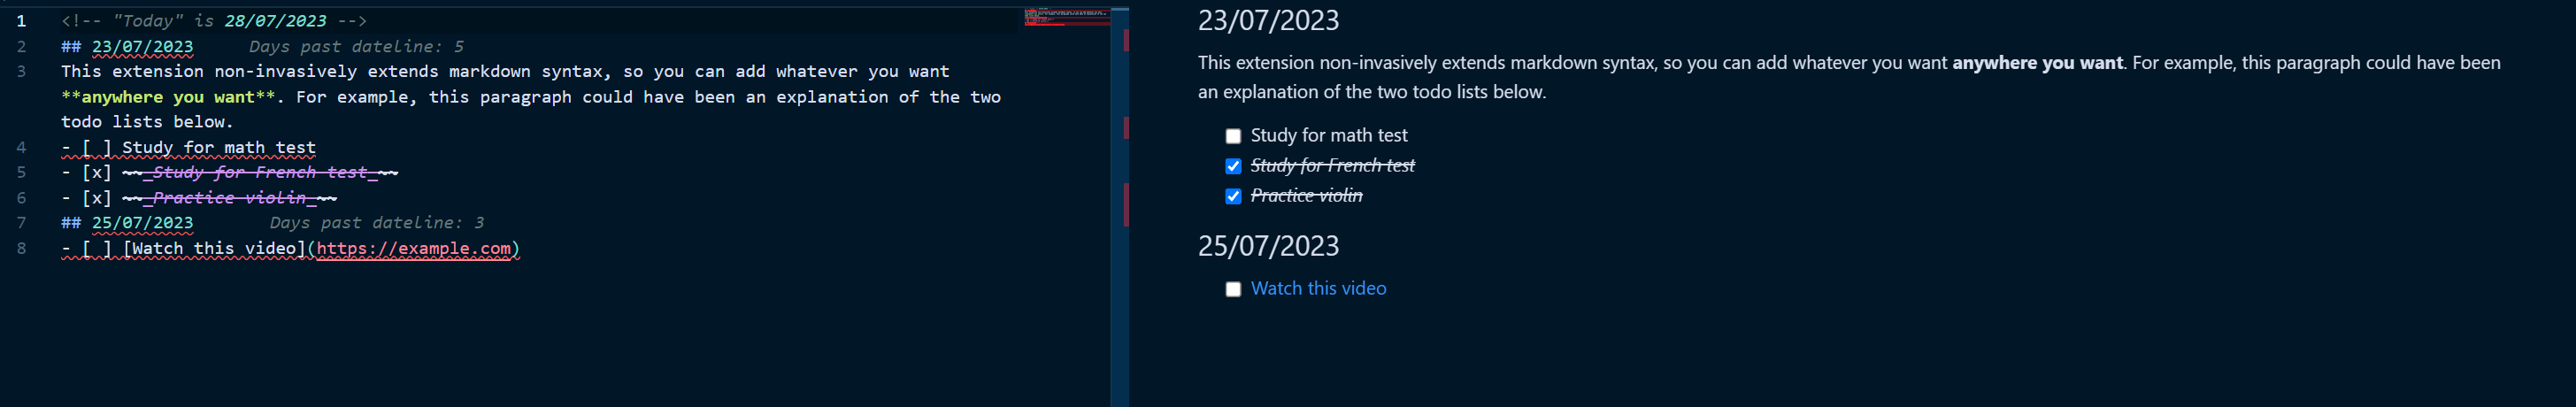 1 <!-- "Today" is 28/07/2023 -->
2 ## 23/07/2023 Days past dateline: 5
3 This extension non-invasively extends markdown syntax, so you can add whatever you want
**anywhere you want**. For example, this paragraph could have been an explanation of the two
todo lists below.
4 - [ ] Study for math test
5 - [x] ~~_Study for French test_~~
6 - [x] ~~_Practice violin_~~
7 ## 25/07/2023 Days past dateline: 3
8 - [ ] [Watch this video](https://example.com)
23/07/2023
This extension non-invasively extends markdown syntax, so you can add whatever you want anywhere you want. For example, this paragraph could have been
an explanation of the two todo lists below.
Study for math test
Study for French test
Practice violin
25/07/2023
Watch this video